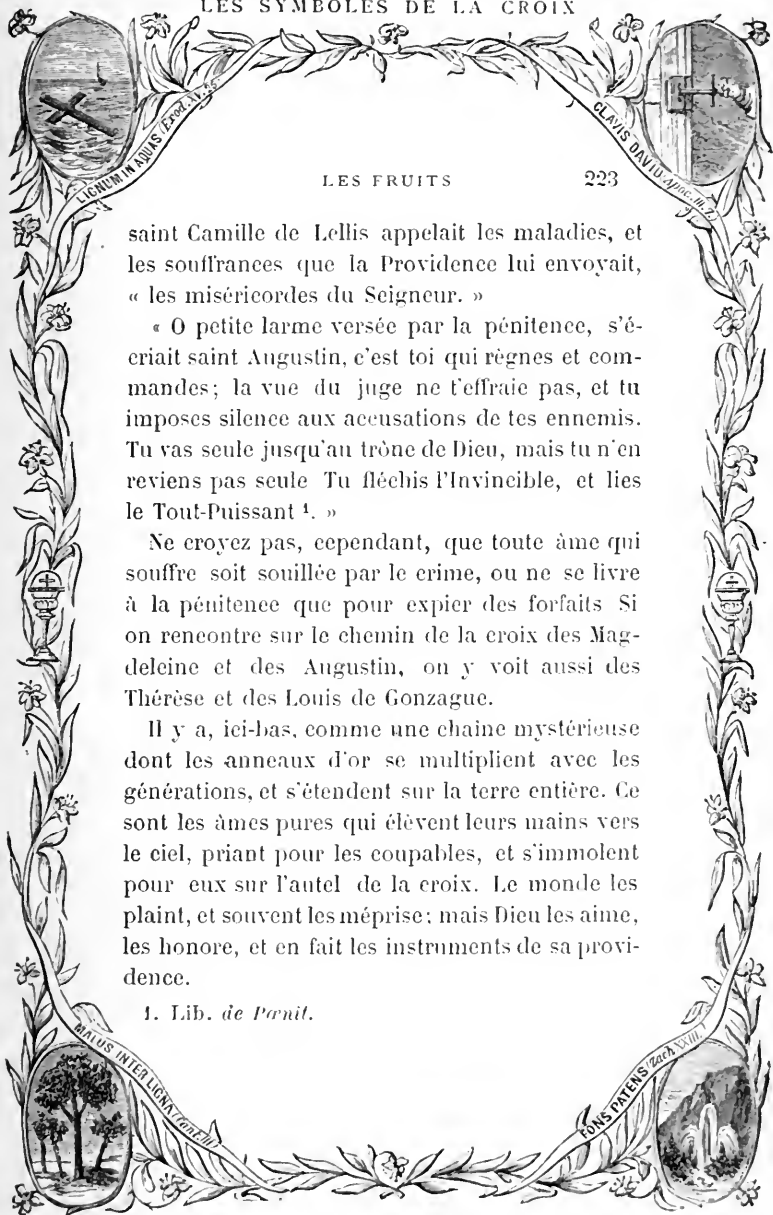 LES SYMBOLES DE LA CROIX
LIGNUM IN AQUAS (Exod. XV. 25
CLAVIS DAVID Apoc. III. 7.
LES FRUITS 223
saint Camille de Lellis appelait les maladies, et
les souffrances que la Providence lui envoyait,
« les miséricordes du Seigneur. »
« O petite larme versée par la pénitence, s'é-
criait saint Augustin, c'est toi qui règnes et com-
mandes; la vue du juge ne t'effraie pas, et tu
imposes silence aux accusations de tes ennemis.
Tu vas seule jusqu'au trône de Dieu, mais tu n'en
reviens pas seule Tu fléchis l'Invincible, et lies
le Tout-Puissant ¹. »
Ne croyez pas, cependant, que toute âme qui
souffre soit souillée par le crime, ou ne se livre
à la pénitence que pour expier des forfaits Si
on rencontre sur le chemin de la croix des Mag-
deleine et des Augustin, on y voit aussi des
Thérèse et des Louis de Gonzague.
Il y a, ici-bas, comme une chaine mystérieuse
dont les anneaux d'or se multiplient avec les
générations, et s'étendent sur la terre entière. Ce
sont les âmes pures qui élèvent leurs mains vers
le ciel, priant pour les coupables, et s'immolent
pour eux sur l'autel de la croix. Le monde les
plaint, et souvent les méprise; mais Dieu les aime,
les honore, et en fait les instruments de sa provi-
dence.
1. Lib. de Pœnit.
MALUS INTER LIGNA (Cant. II)
FONS PATENS (Zach XXIII.)